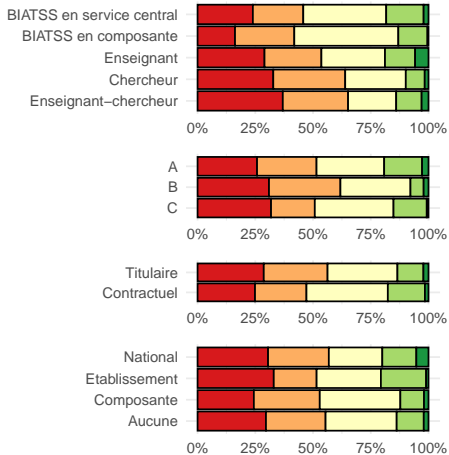 BIATSS en service central
BIATSS en composante
Enseignant
Chercheur
Enseignant−chercheur
0% 25% 50% 75% 100%
A
B
C
0% 25% 50% 75% 100%
Titulaire
Contractuel
0% 25% 50% 75% 100%
National
Etablissement
Composante
Aucune
0% 25% 50% 75% 100%